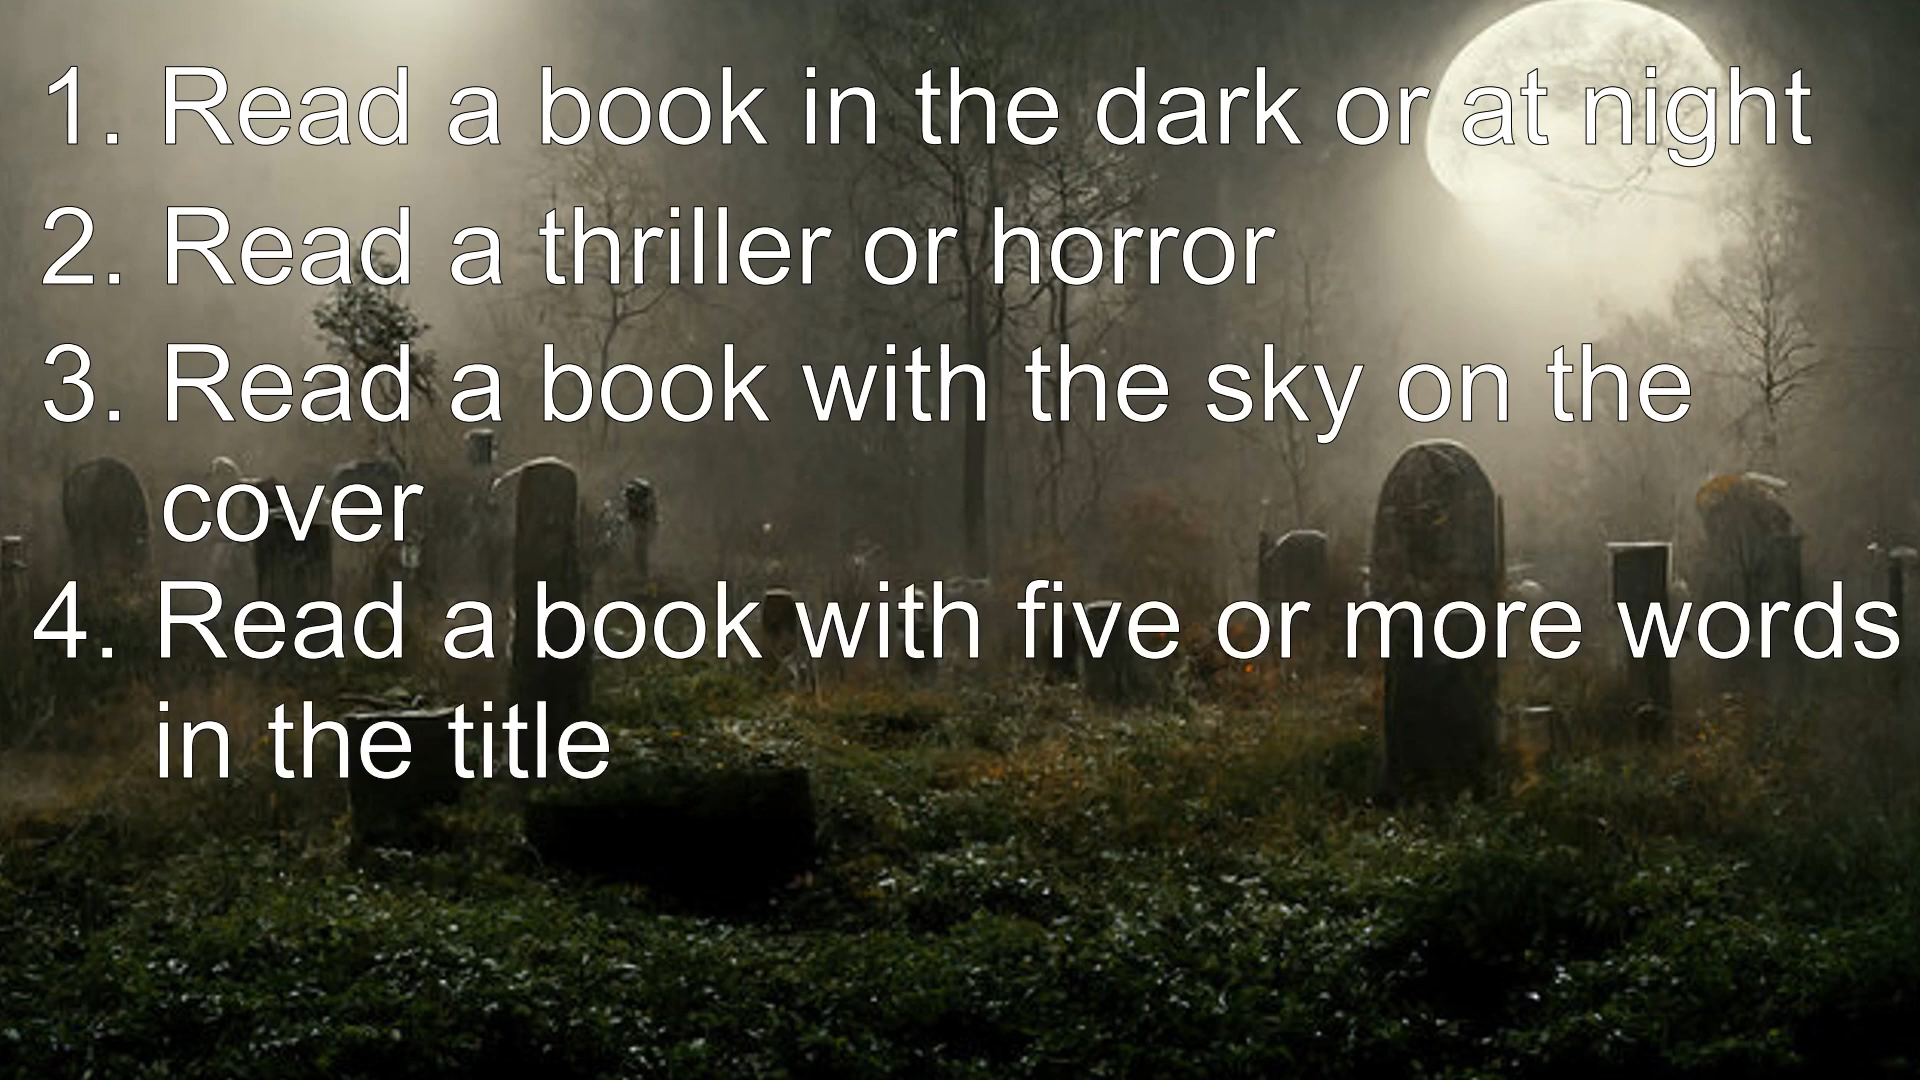 1. Read a book in the dark or at night
2. Read a thriller or horror
3. Read a book with the sky on the
cover
4. Read a book with five or more words
in the title